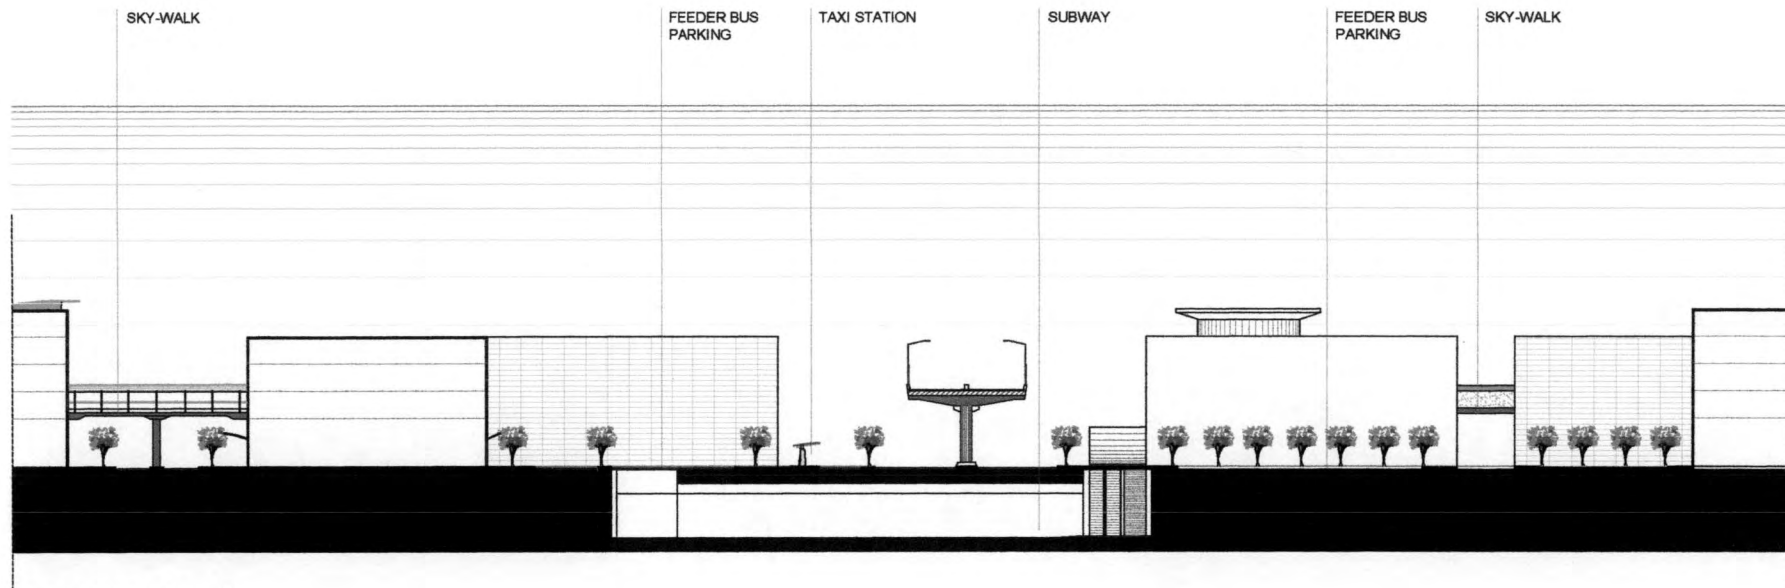 SKY-WALK
FEEDER BUS
PARKING
TAXI STATION
SUBWAY
FEEDER BUS
PARKING
SKY-WALK